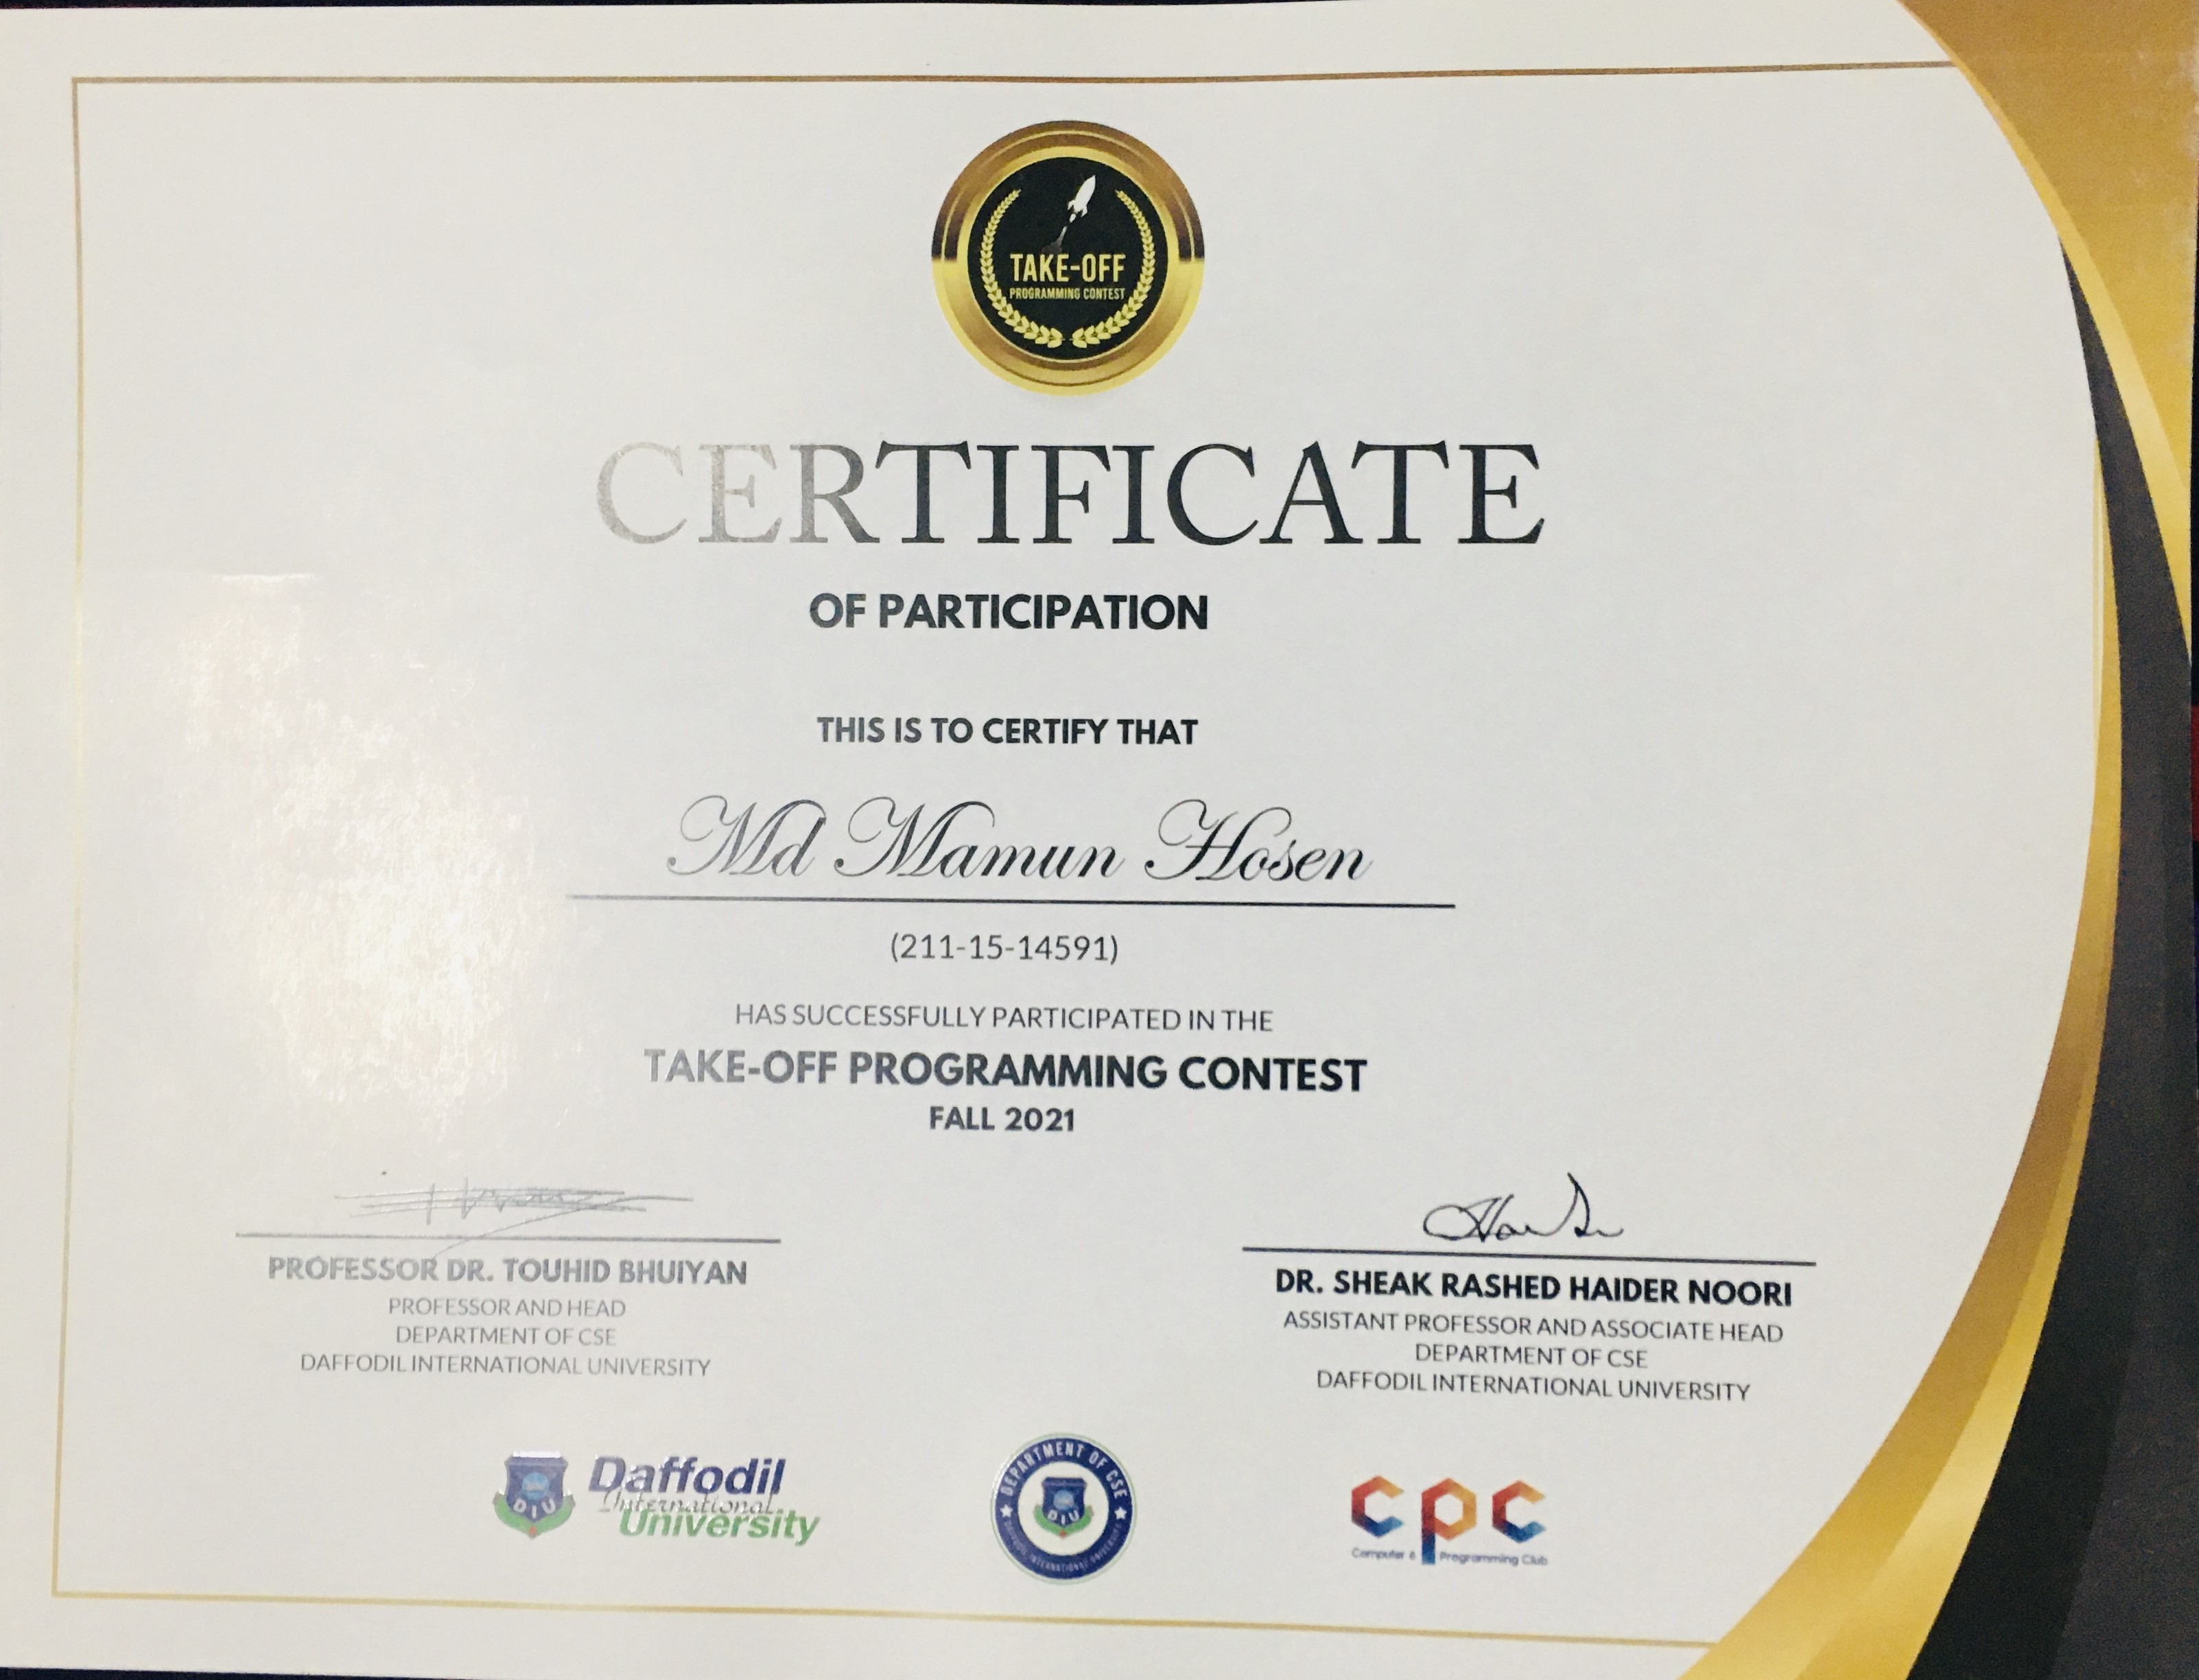 TAKE-OFF
PROGRAMMING CONTEST
CERTIFICATE
OF PARTICIPATION
THIS IS TO CERTIFY THAT
Md Mamun Hosen
(211-15-14591)
HAS SUCCESSFULLY PARTICIPATED IN THE
TAKE-OFF PROGRAMMING CONTEST
FALL 2021
PROFESSOR DR. TOUHID BHUIYAN
PROFESSOR AND HEAD
DEPARTMENT OF CSE
DAFFODIL INTERNATIONAL UNIVERSITY
DR. SHEAK RASHED HAIDER NOORI
ASSISTANT PROFESSOR AND ASSOCIATE HEAD
DEPARTMENT OF CSE
DAFFODIL INTERNATIONAL UNIVERSITY
DIU
Daffodil
International
University
DEPARTMENT OF CSE
DIU
DAFFODIL INTERNATIONAL UNIVERSITY
cpc
Computer & Programming Club